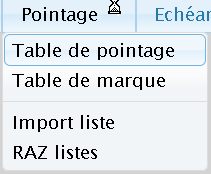 Pointage Echéan
Table de pointage
Table de marque
Import liste
RAZ listes